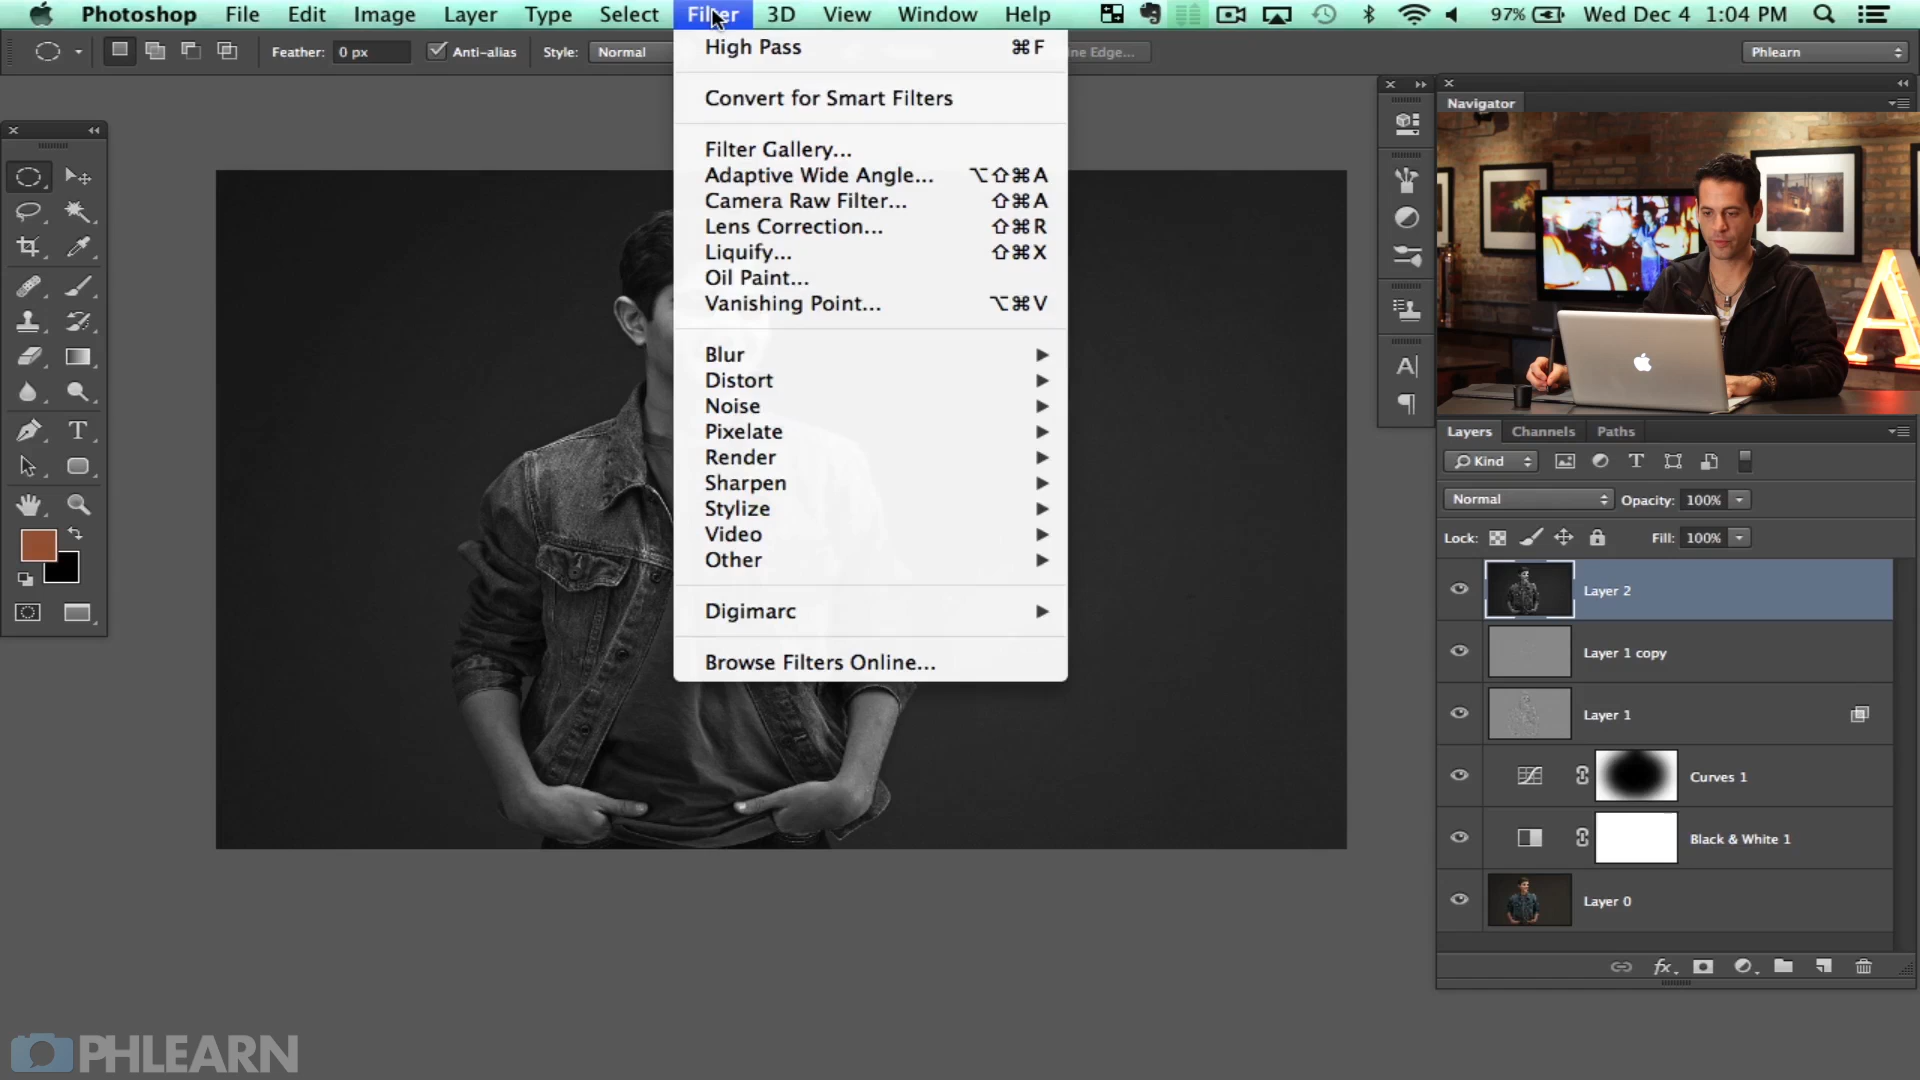 Photoshop File Edit Image Layer Type Select Filter 3D View Window Help 97% Wed Dec 4 1:04 PM
Feather: 0 px Anti-alias Style: Normal ne Edge... Phlearn
High Pass ⌘F
Convert for Smart Filters
Filter Gallery...
Adaptive Wide Angle... ⌥⇧⌘A
Camera Raw Filter... ⇧⌘A
Lens Correction... ⇧⌘R
Liquify... ⇧⌘X
Oil Paint...
Vanishing Point... ⌥⌘V
Blur
Distort
Noise
Pixelate
Render
Sharpen
Stylize
Video
Other
Digimarc
Browse Filters Online...
Navigator
A
Layers Channels Paths
Kind
Normal Opacity: 100%
Lock: Fill: 100%
Layer 2
Layer 1 copy
Layer 1
Curves 1
Black & White 1
Layer 0
fx
PHLEARN